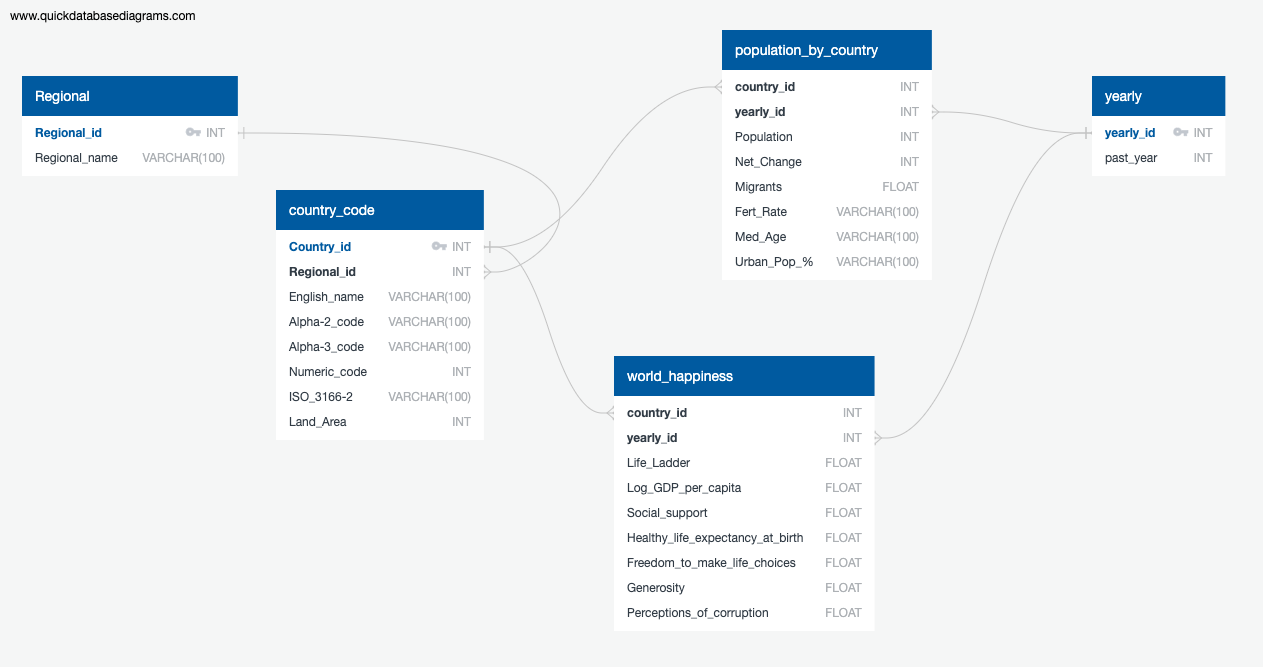 www.quickdatabasediagrams.com
Regional
Regional_id INT
Regional_name VARCHAR(100)
country_code
Country_id INT
Regional_id INT
English_name VARCHAR(100)
Alpha-2_code VARCHAR(100)
Alpha-3_code VARCHAR(100)
Numeric_code INT
ISO_3166-2 VARCHAR(100)
Land_Area INT
population_by_country
country_id INT
yearly_id INT
Population INT
Net_Change INT
Migrants FLOAT
Fert_Rate VARCHAR(100)
Med_Age VARCHAR(100)
Urban_Pop_% VARCHAR(100)
yearly
yearly_id INT
past_year INT
world_happiness
country_id INT
yearly_id INT
Life_Ladder FLOAT
Log_GDP_per_capita FLOAT
Social_support FLOAT
Healthy_life_expectancy_at_birth FLOAT
Freedom_to_make_life_choices FLOAT
Generosity FLOAT
Perceptions_of_corruption FLOAT